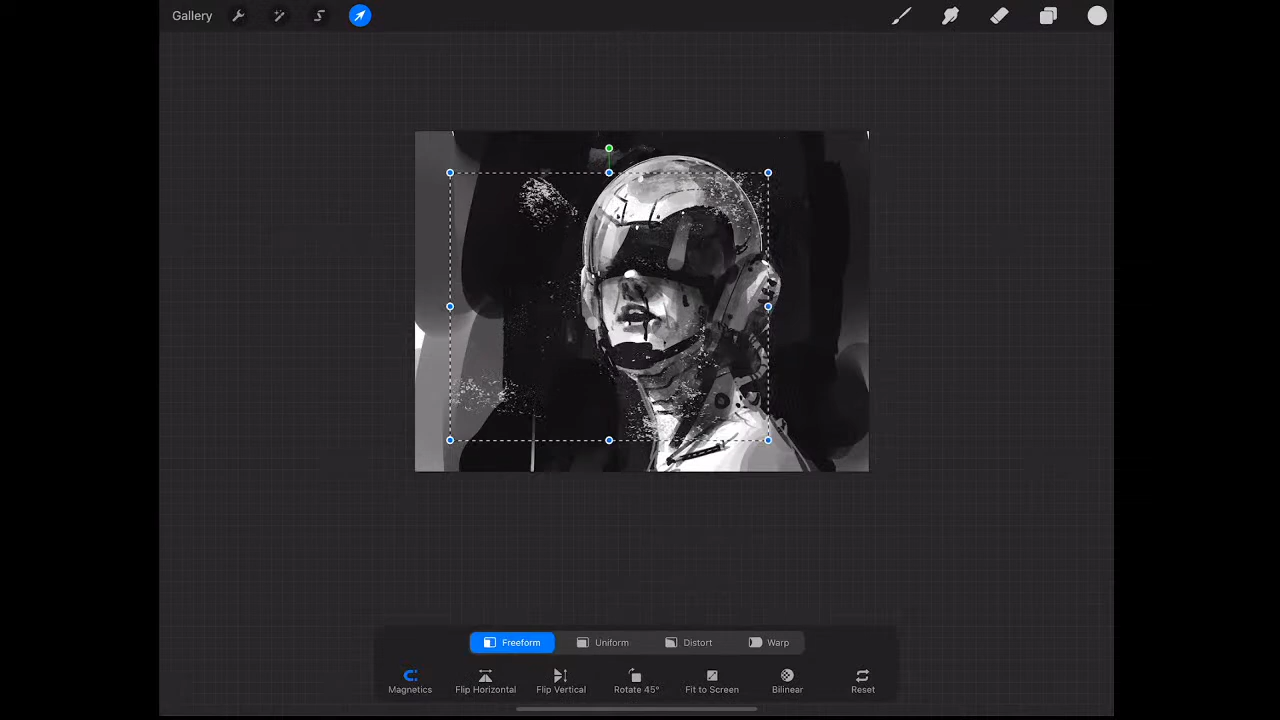 Gallery
Freeform Uniform Distort Warp
Magnetics Flip Horizontal Flip Vertical Rotate 45° Fit to Screen Bilinear Reset